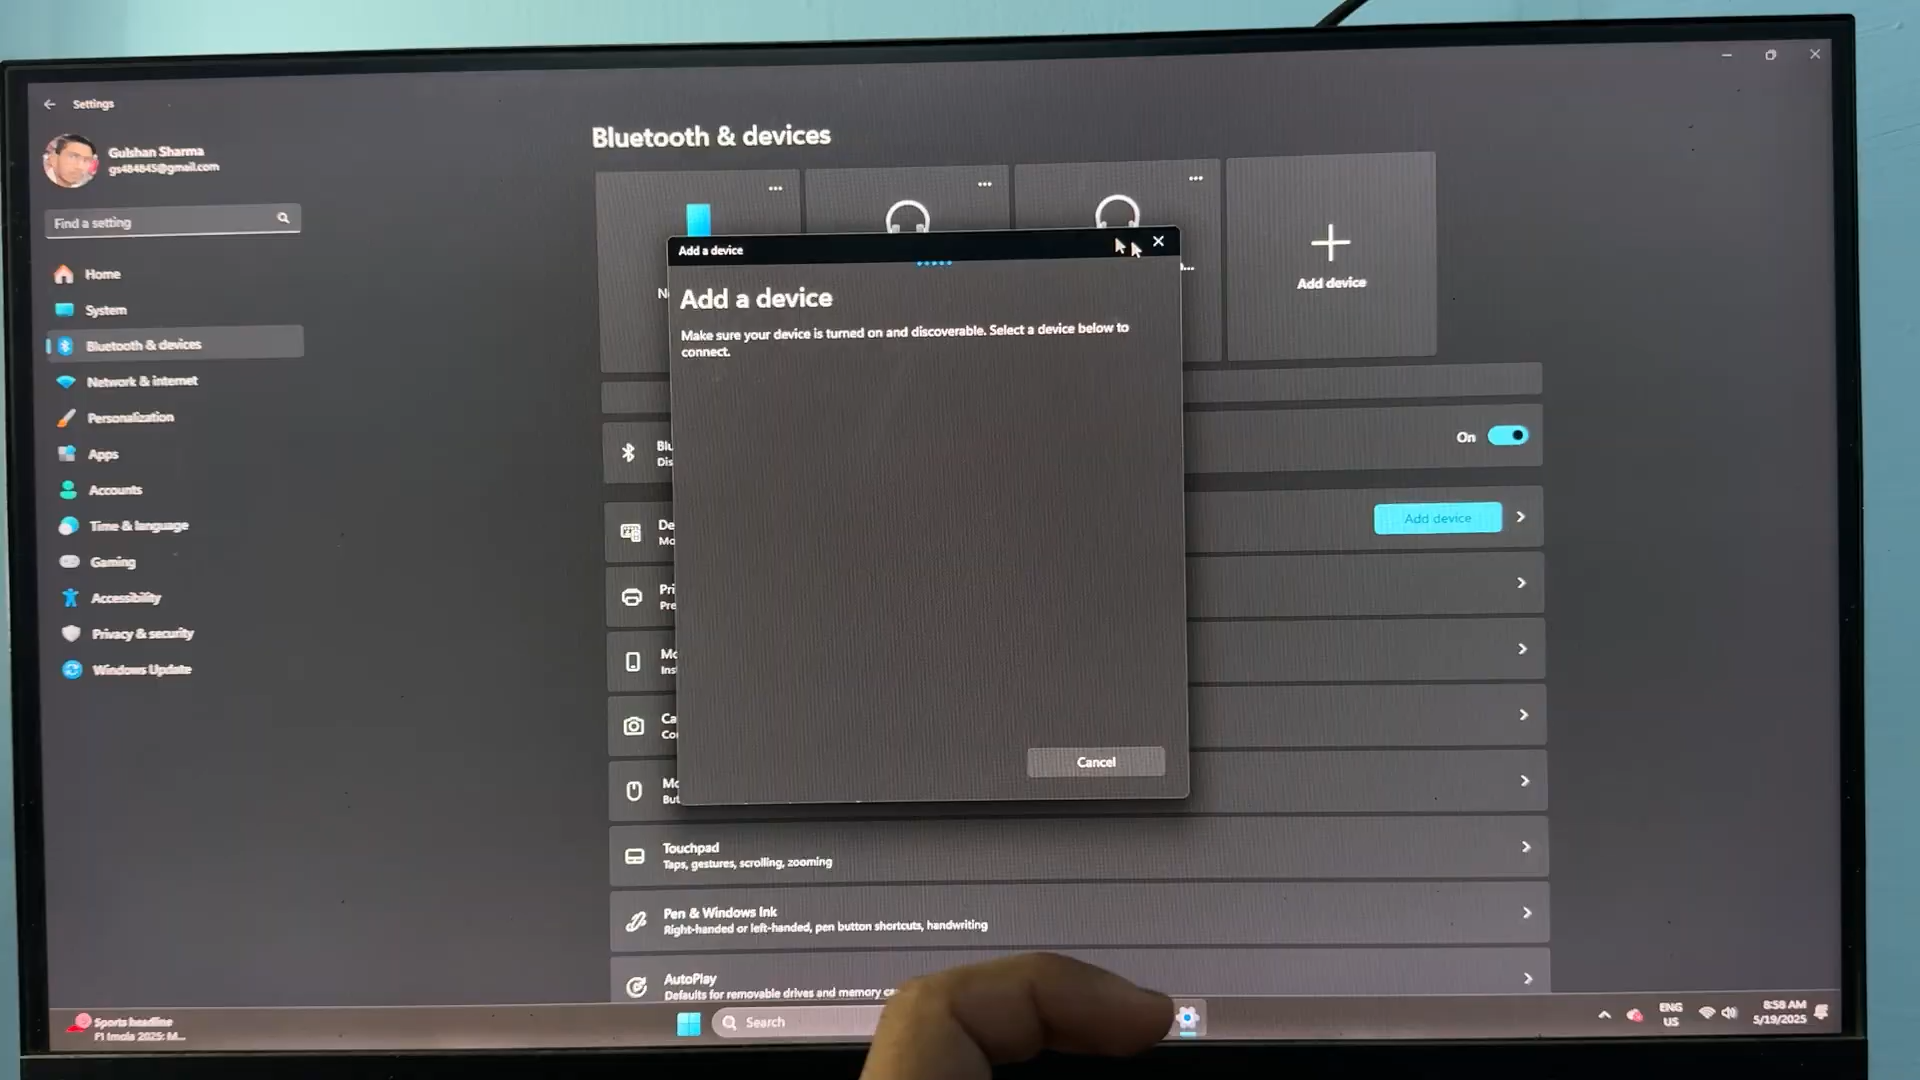 Settings
Gulshan Sharma
gs484845@gmail.com
Find a setting
Home
System
Bluetooth & devices
Network & internet
Personalization
Apps
Accounts
Time & language
Gaming
Accessibility
Privacy & security
Windows Update
Bluetooth & devices
Add device
Add a device
Add a device
Make sure your device is turned on and discoverable. Select a device below to
connect.
Cancel
On
Add device
Touchpad
Taps, gestures, scrolling, zooming
Pen & Windows Ink
Right-handed or left-handed, pen button shortcuts, handwriting
AutoPlay
Defaults for removable drives and memory
Sports headline
F1 Imola 2025: M...
Search
ENG
US
8:58 AM
5/19/2025